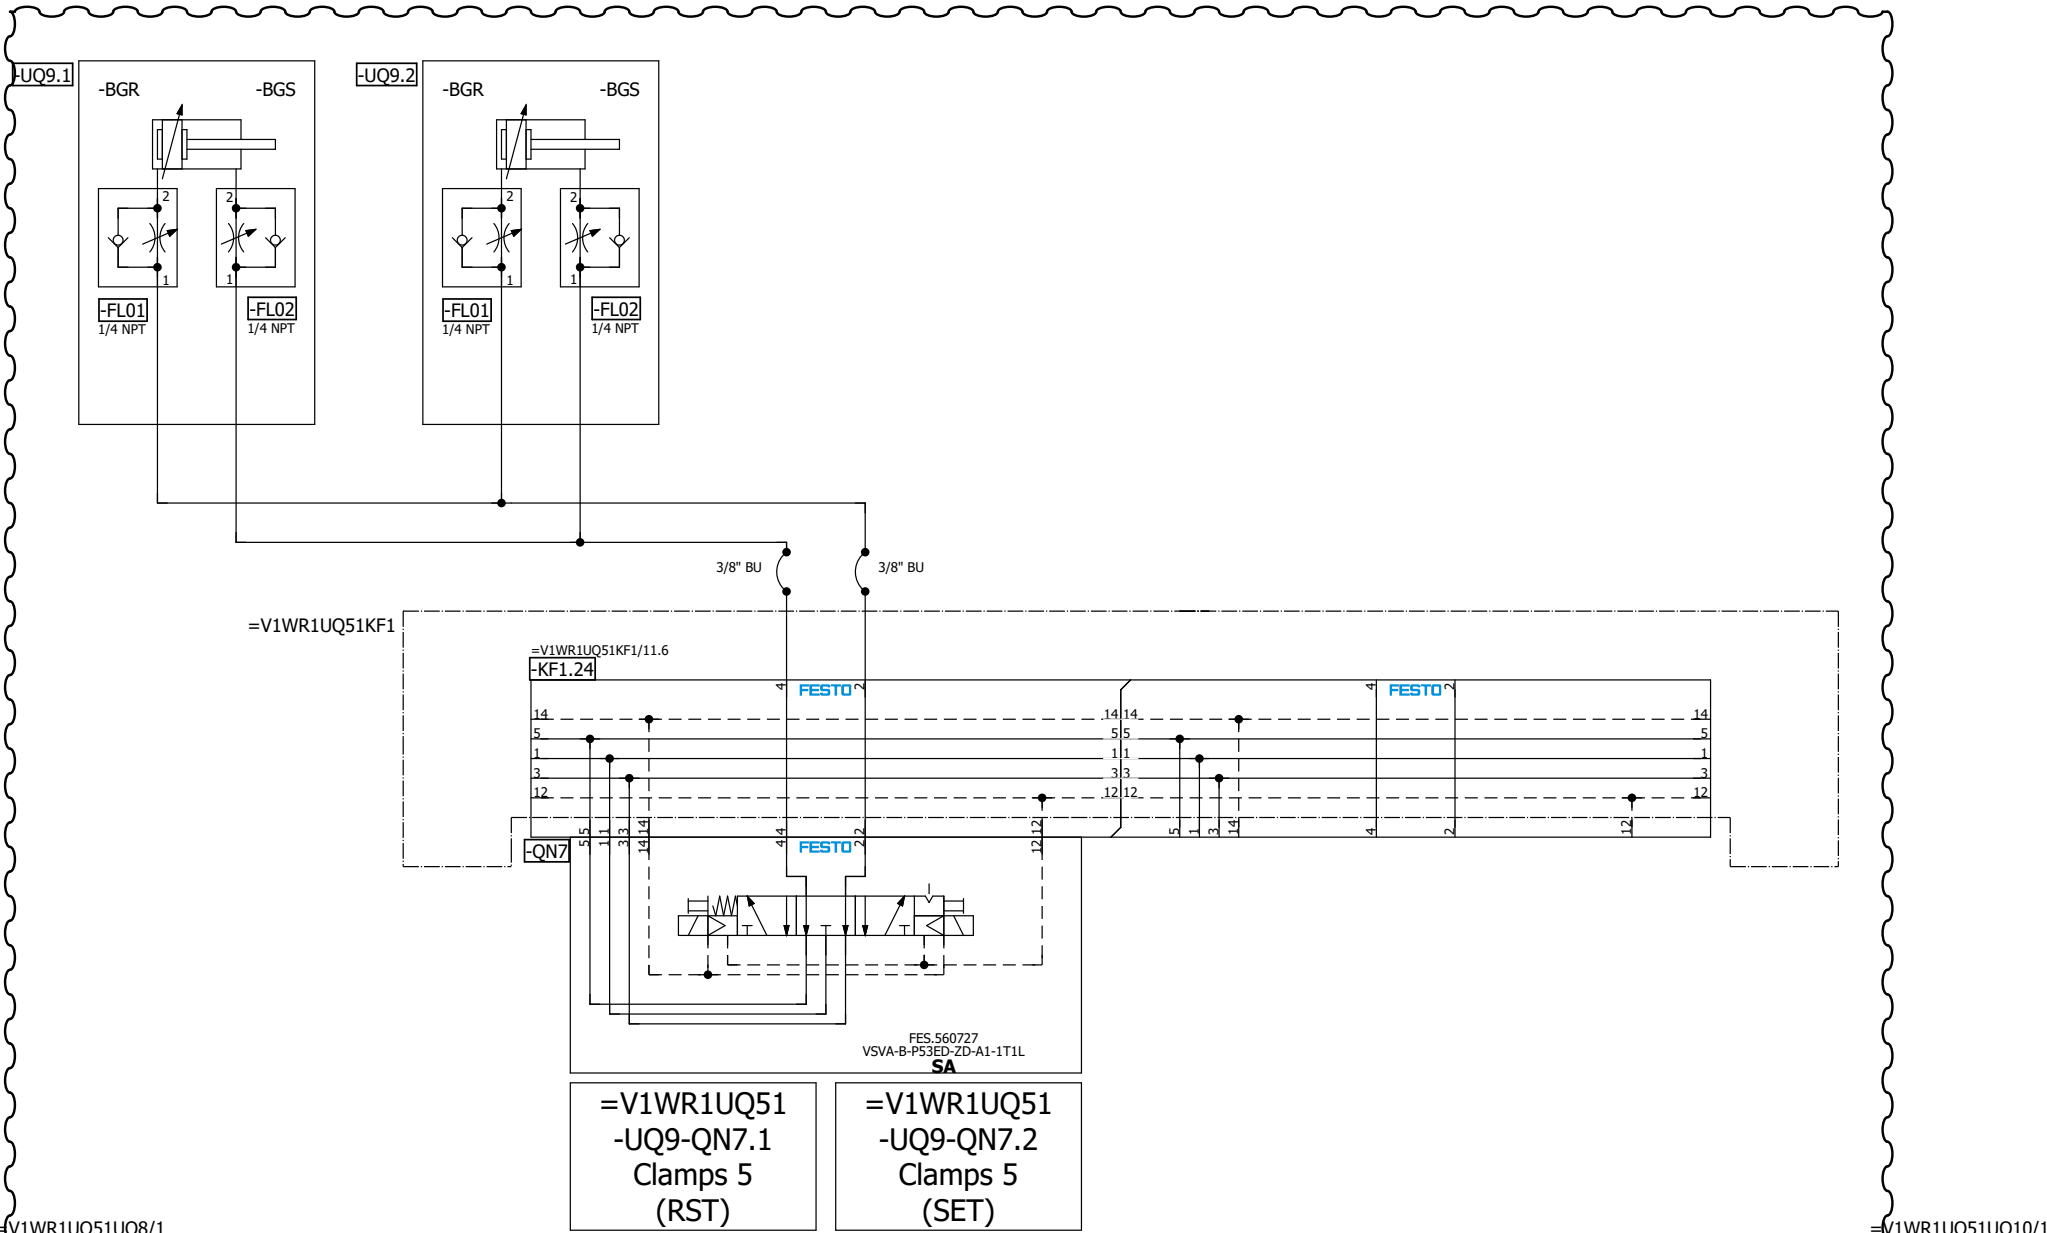 -UQ9.1
-BGR
-BGS
-UQ9.2
-BGR
-BGS
2
2
2
2
1
1
1
1
-FL01
1/4 NPT
-FL02
1/4 NPT
-FL01
1/4 NPT
-FL02
1/4 NPT
3/8" BU
3/8" BU
=V1WR1UQ51KF1
=V1WR1UQ51KF1/11.6
-KF1.24
4
FESTO
2
4
FESTO
2
14
14
14
14
5
5
5
5
1
1
1
1
3
3
3
3
12
12
12
12
5
1
3
14
4
2
12
5
1
3
14
4
2
12
-QN7
5
1
3
14
4
FESTO
2
12
FES.560727
VSVA-B-P53ED-ZD-A1-1T1L
SA
=V1WR1UQ51
-UQ9-QN7.1
Clamps 5
(RST)
=V1WR1UQ51
-UQ9-QN7.2
Clamps 5
(SET)
=V1WR1UQ51UQ8/1
=V1WR1UQ51UQ10/1